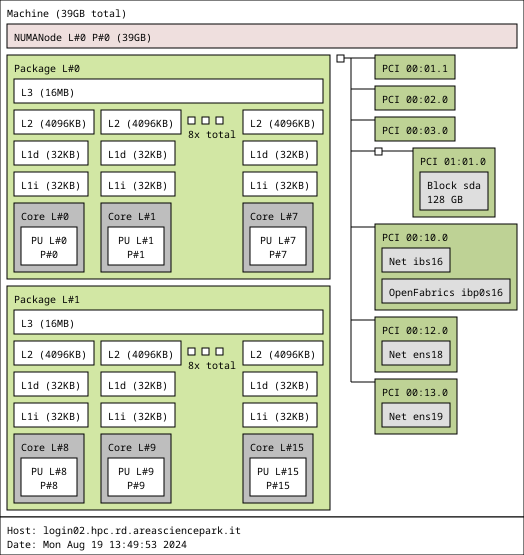 Machine (39GB total)
NUMANode L#0 P#0 (39GB)
Package L#0
L3 (16MB)
L2 (4096KB)
L2 (4096KB)
8x total
L2 (4096KB)
L1d (32KB)
L1d (32KB)
L1d (32KB)
L1i (32KB)
L1i (32KB)
L1i (32KB)
Core L#0
Core L#1
Core L#7
PU L#0
P#0
PU L#1
P#1
PU L#7
P#7
Package L#1
L3 (16MB)
L2 (4096KB)
L2 (4096KB)
8x total
L2 (4096KB)
L1d (32KB)
L1d (32KB)
L1d (32KB)
L1i (32KB)
L1i (32KB)
L1i (32KB)
Core L#8
Core L#9
Core L#15
PU L#8
P#8
PU L#9
P#9
PU L#15
P#15
PCI 00:01.1
PCI 00:02.0
PCI 00:03.0
PCI 01:01.0
Block sda
128 GB
PCI 00:10.0
Net ibs16
OpenFabrics ibp0s16
PCI 00:12.0
Net ens18
PCI 00:13.0
Net ens19
Host: login02.hpc.rd.areasciencepark.it
Date: Mon Aug 19 13:49:53 2024